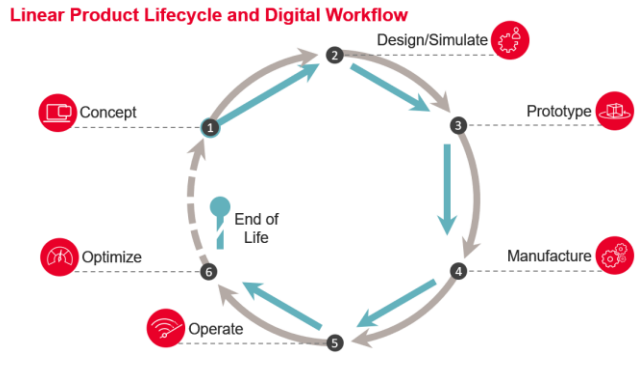 Linear Product Lifecycle and Digital Workflow
Design/Simulate
2
Concept
1
Prototype
3
End of
Life
Optimize
6
Manufacture
4
Operate
5